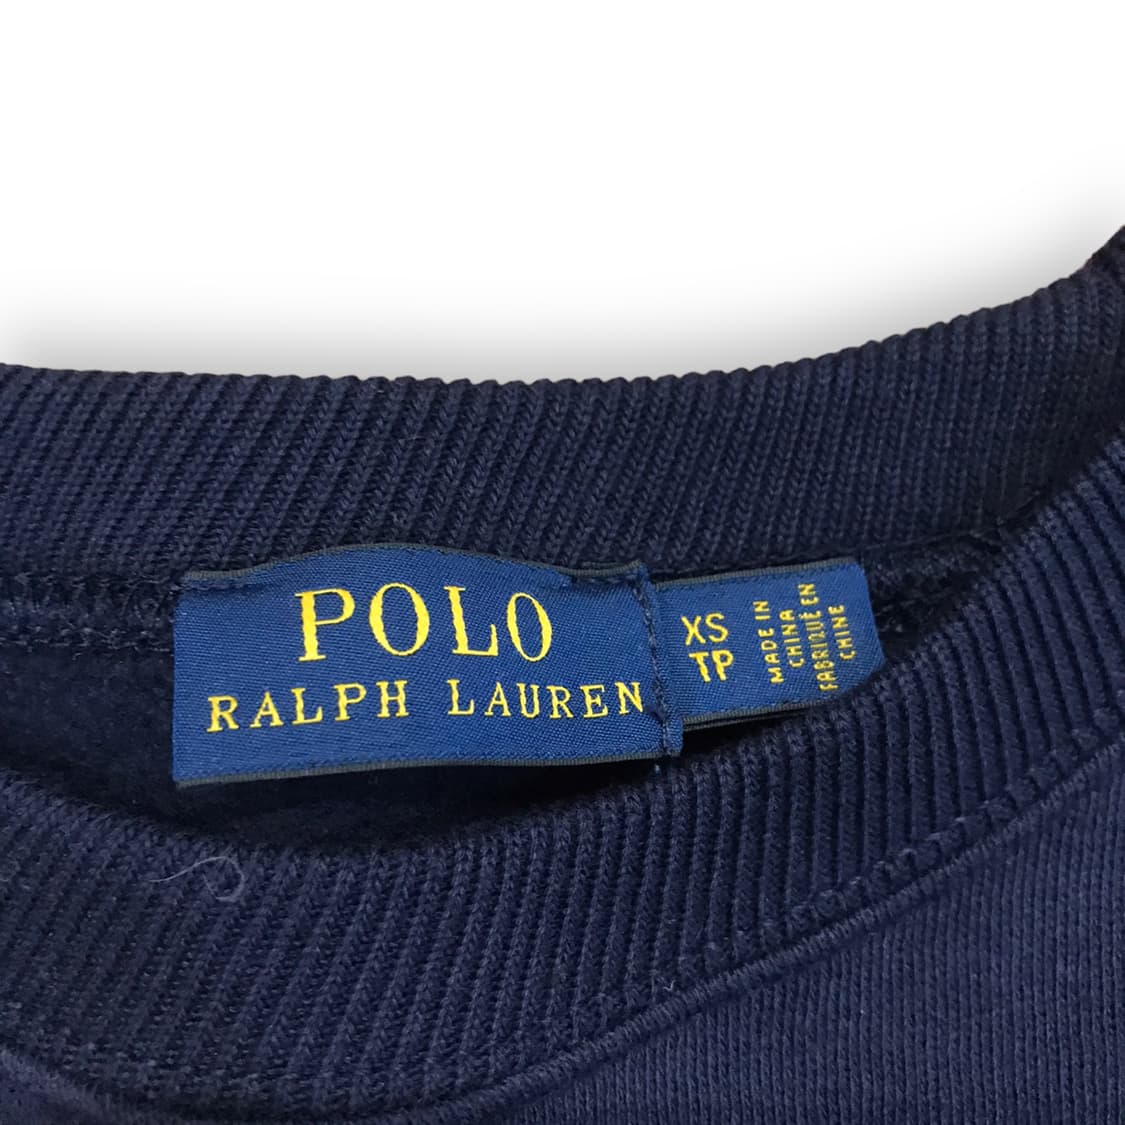 POLO
RALPH LAUREN
XS
TP
MADE IN
CHINA
FABRIQUÉ EN
CHINE